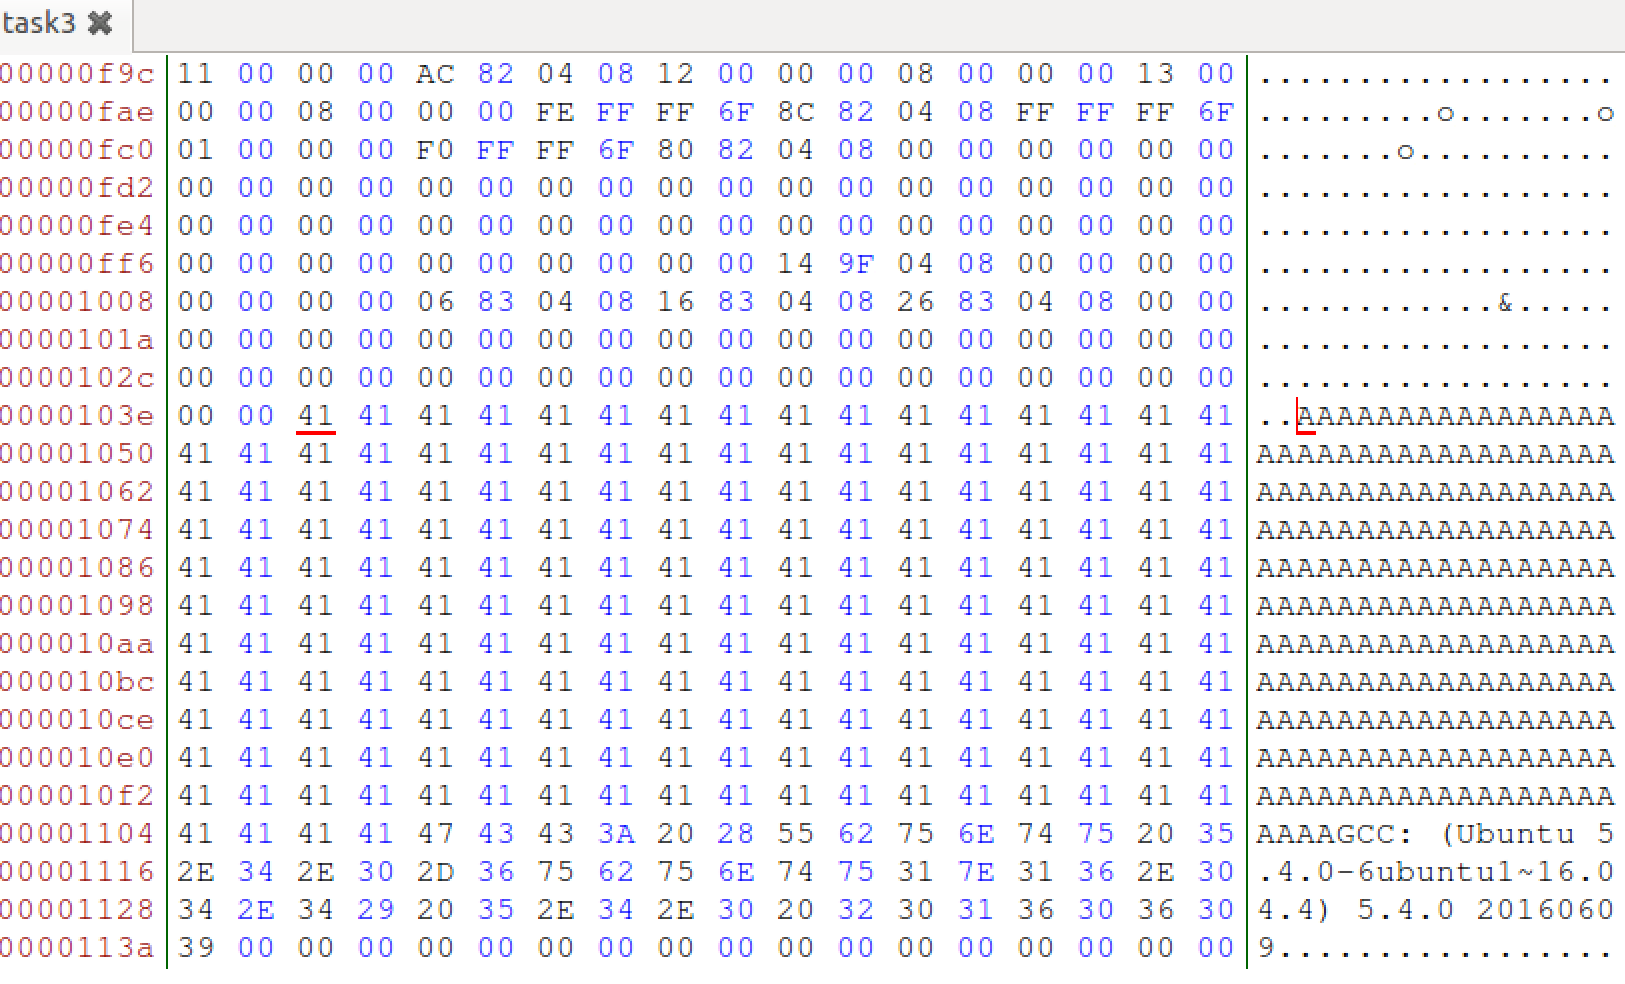 task3
00000f9c 11 00 00 00 AC 82 04 08 12 00 00 00 08 00 00 00 13 00 ..................
00000fae 00 00 08 00 00 00 FE FF FF 6F 8C 82 04 08 FF FF FF 6F .........o.......o
00000fc0 01 00 00 00 F0 FF FF 6F 80 82 04 08 00 00 00 00 00 00 .......o..........
00000fd2 00 00 00 00 00 00 00 00 00 00 00 00 00 00 00 00 00 00 ..................
00000fe4 00 00 00 00 00 00 00 00 00 00 00 00 00 00 00 00 00 00 ..................
00000ff6 00 00 00 00 00 00 00 00 00 00 14 9F 04 08 00 00 00 00 ..................
00001008 00 00 00 00 06 83 04 08 16 83 04 08 26 83 04 08 00 00 ............&.....
0000101a 00 00 00 00 00 00 00 00 00 00 00 00 00 00 00 00 00 00 ..................
0000102c 00 00 00 00 00 00 00 00 00 00 00 00 00 00 00 00 00 00 ..................
0000103e 00 00 41 41 41 41 41 41 41 41 41 41 41 41 41 41 41 41 ..AAAAAAAAAAAAAAAA
00001050 41 41 41 41 41 41 41 41 41 41 41 41 41 41 41 41 41 41 AAAAAAAAAAAAAAAAAA
00001062 41 41 41 41 41 41 41 41 41 41 41 41 41 41 41 41 41 41 AAAAAAAAAAAAAAAAAA
00001074 41 41 41 41 41 41 41 41 41 41 41 41 41 41 41 41 41 41 AAAAAAAAAAAAAAAAAA
00001086 41 41 41 41 41 41 41 41 41 41 41 41 41 41 41 41 41 41 AAAAAAAAAAAAAAAAAA
00001098 41 41 41 41 41 41 41 41 41 41 41 41 41 41 41 41 41 41 AAAAAAAAAAAAAAAAAA
000010aa 41 41 41 41 41 41 41 41 41 41 41 41 41 41 41 41 41 41 AAAAAAAAAAAAAAAAAA
000010bc 41 41 41 41 41 41 41 41 41 41 41 41 41 41 41 41 41 41 AAAAAAAAAAAAAAAAAA
000010ce 41 41 41 41 41 41 41 41 41 41 41 41 41 41 41 41 41 41 AAAAAAAAAAAAAAAAAA
000010e0 41 41 41 41 41 41 41 41 41 41 41 41 41 41 41 41 41 41 AAAAAAAAAAAAAAAAAA
000010f2 41 41 41 41 41 41 41 41 41 41 41 41 41 41 41 41 41 41 AAAAAAAAAAAAAAAAAA
00001104 41 41 41 41 47 43 43 3A 20 28 55 62 75 6E 74 75 20 35 AAAAGCC: (Ubuntu 5
00001116 2E 34 2E 30 2D 36 75 62 75 6E 74 75 31 7E 31 36 2E 30 .4.0-6ubuntu1~16.0
00001128 34 2E 34 29 20 35 2E 34 2E 30 20 32 30 31 36 30 36 30 4.4) 5.4.0 2016060
0000113a 39 00 00 00 00 00 00 00 00 00 00 00 00 00 00 00 00 00 9.................